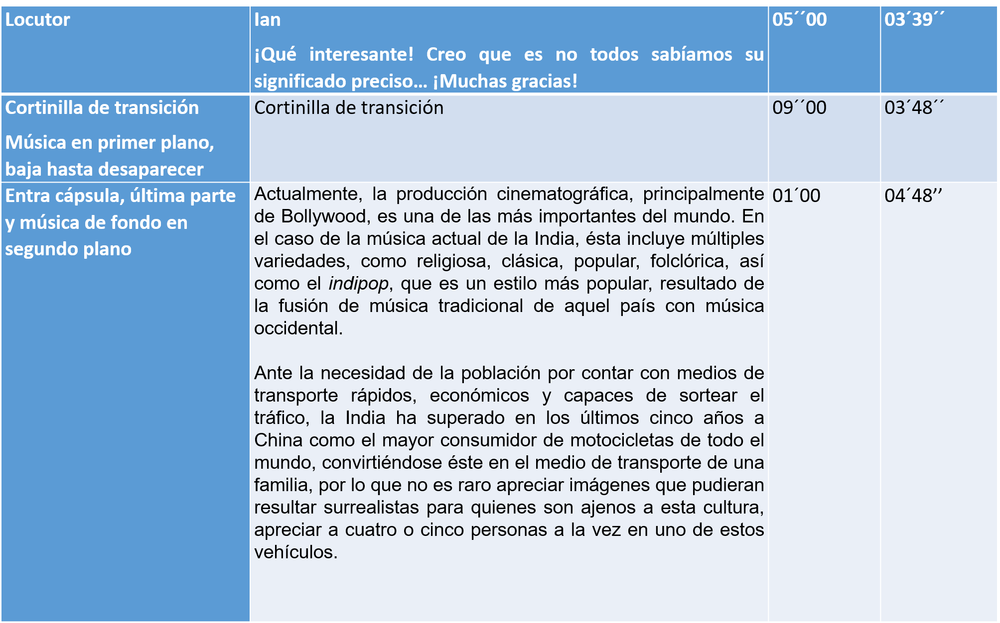 Locutor
Ian
¡Qué interesante! Creo que es no todos sabíamos su
significado preciso… ¡Muchas gracias!
05´´00
03´39´´
Cortinilla de transición
Música en primer plano,
baja hasta desaparecer
Cortinilla de transición
09´´00
03´48´´
Entra cápsula, última parte
y música de fondo en
segundo plano
Actualmente, la producción cinematográfica, principalmente
de Bollywood, es una de las más importantes del mundo. En
el caso de la música actual de la India, ésta incluye múltiples
variedades, como religiosa, clásica, popular, folclórica, así
como el indipop, que es un estilo más popular, resultado de
la fusión de música tradicional de aquel país con música
occidental.
Ante la necesidad de la población por contar con medios de
transporte rápidos, económicos y capaces de sortear el
tráfico, la India ha superado en los últimos cinco años a
China como el mayor consumidor de motocicletas de todo el
mundo, convirtiéndose éste en el medio de transporte de una
familia, por lo que no es raro apreciar imágenes que pudieran
resultar surrealistas para quienes son ajenos a esta cultura,
apreciar a cuatro o cinco personas a la vez en uno de estos
vehículos.
01´00
04´48’’